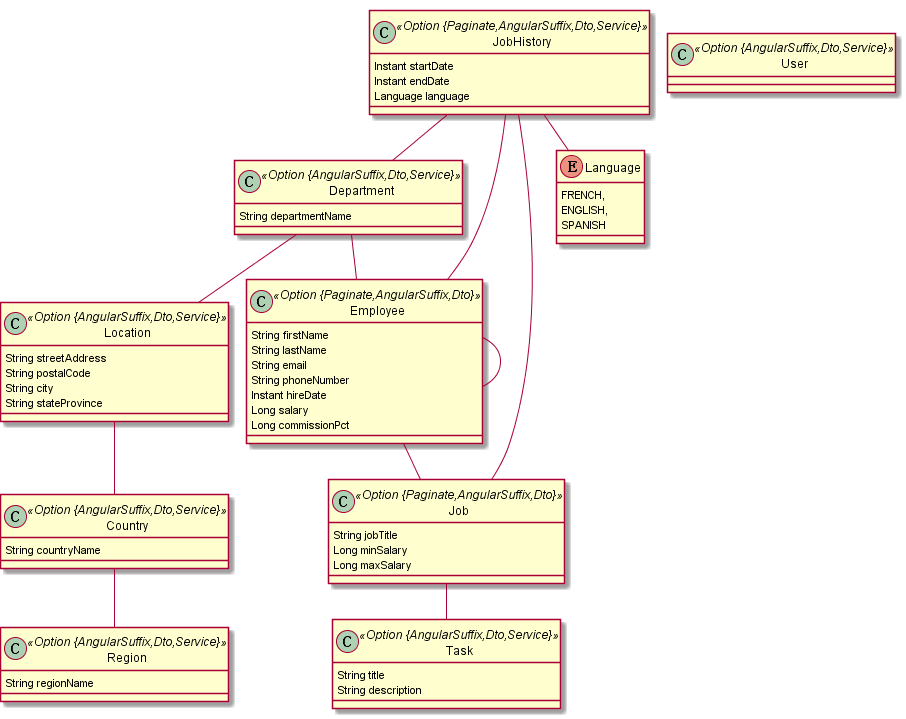 C «Option {Paginate,AngularSuffix,Dto,Service}»
JobHistory
Instant startDate
Instant endDate
Language language
C «Option {AngularSuffix,Dto,Service}»
User
C «Option {AngularSuffix,Dto,Service}»
Department
String departmentName
E Language
FRENCH,
ENGLISH,
SPANISH
C «Option {AngularSuffix,Dto,Service}»
Location
String streetAddress
String postalCode
String city
String stateProvince
C «Option {Paginate,AngularSuffix,Dto}»
Employee
String firstName
String lastName
String email
String phoneNumber
Instant hireDate
Long salary
Long commissionPct
C «Option {AngularSuffix,Dto,Service}»
Country
String countryName
C «Option {Paginate,AngularSuffix,Dto}»
Job
String jobTitle
Long minSalary
Long maxSalary
C «Option {AngularSuffix,Dto,Service}»
Region
String regionName
C «Option {AngularSuffix,Dto,Service}»
Task
String title
String description